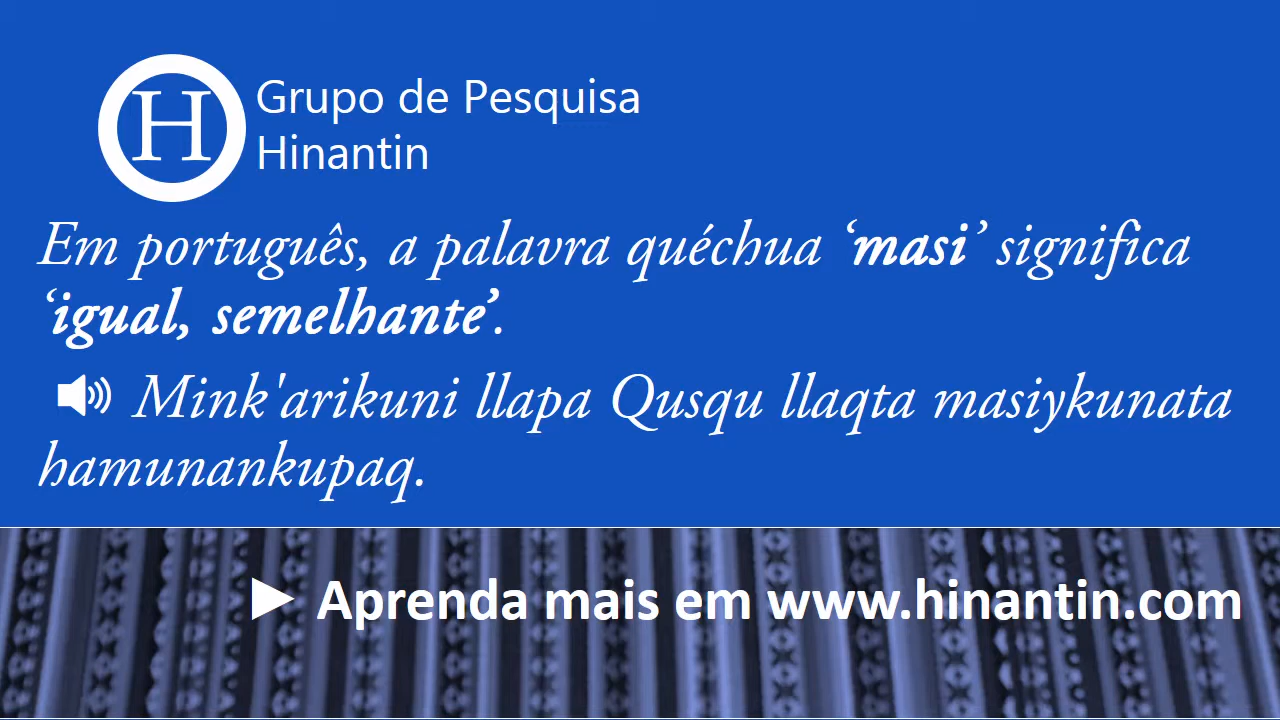 H
Grupo de Pesquisa
Hinantin
Em português, a palavra quéchua ‘masi’ significa
‘igual, semelhante’.
Mink'arikuni llapa Qusqu llaqta masiykunata
hamunankupaq.
Aprenda mais em www.hinantin.com